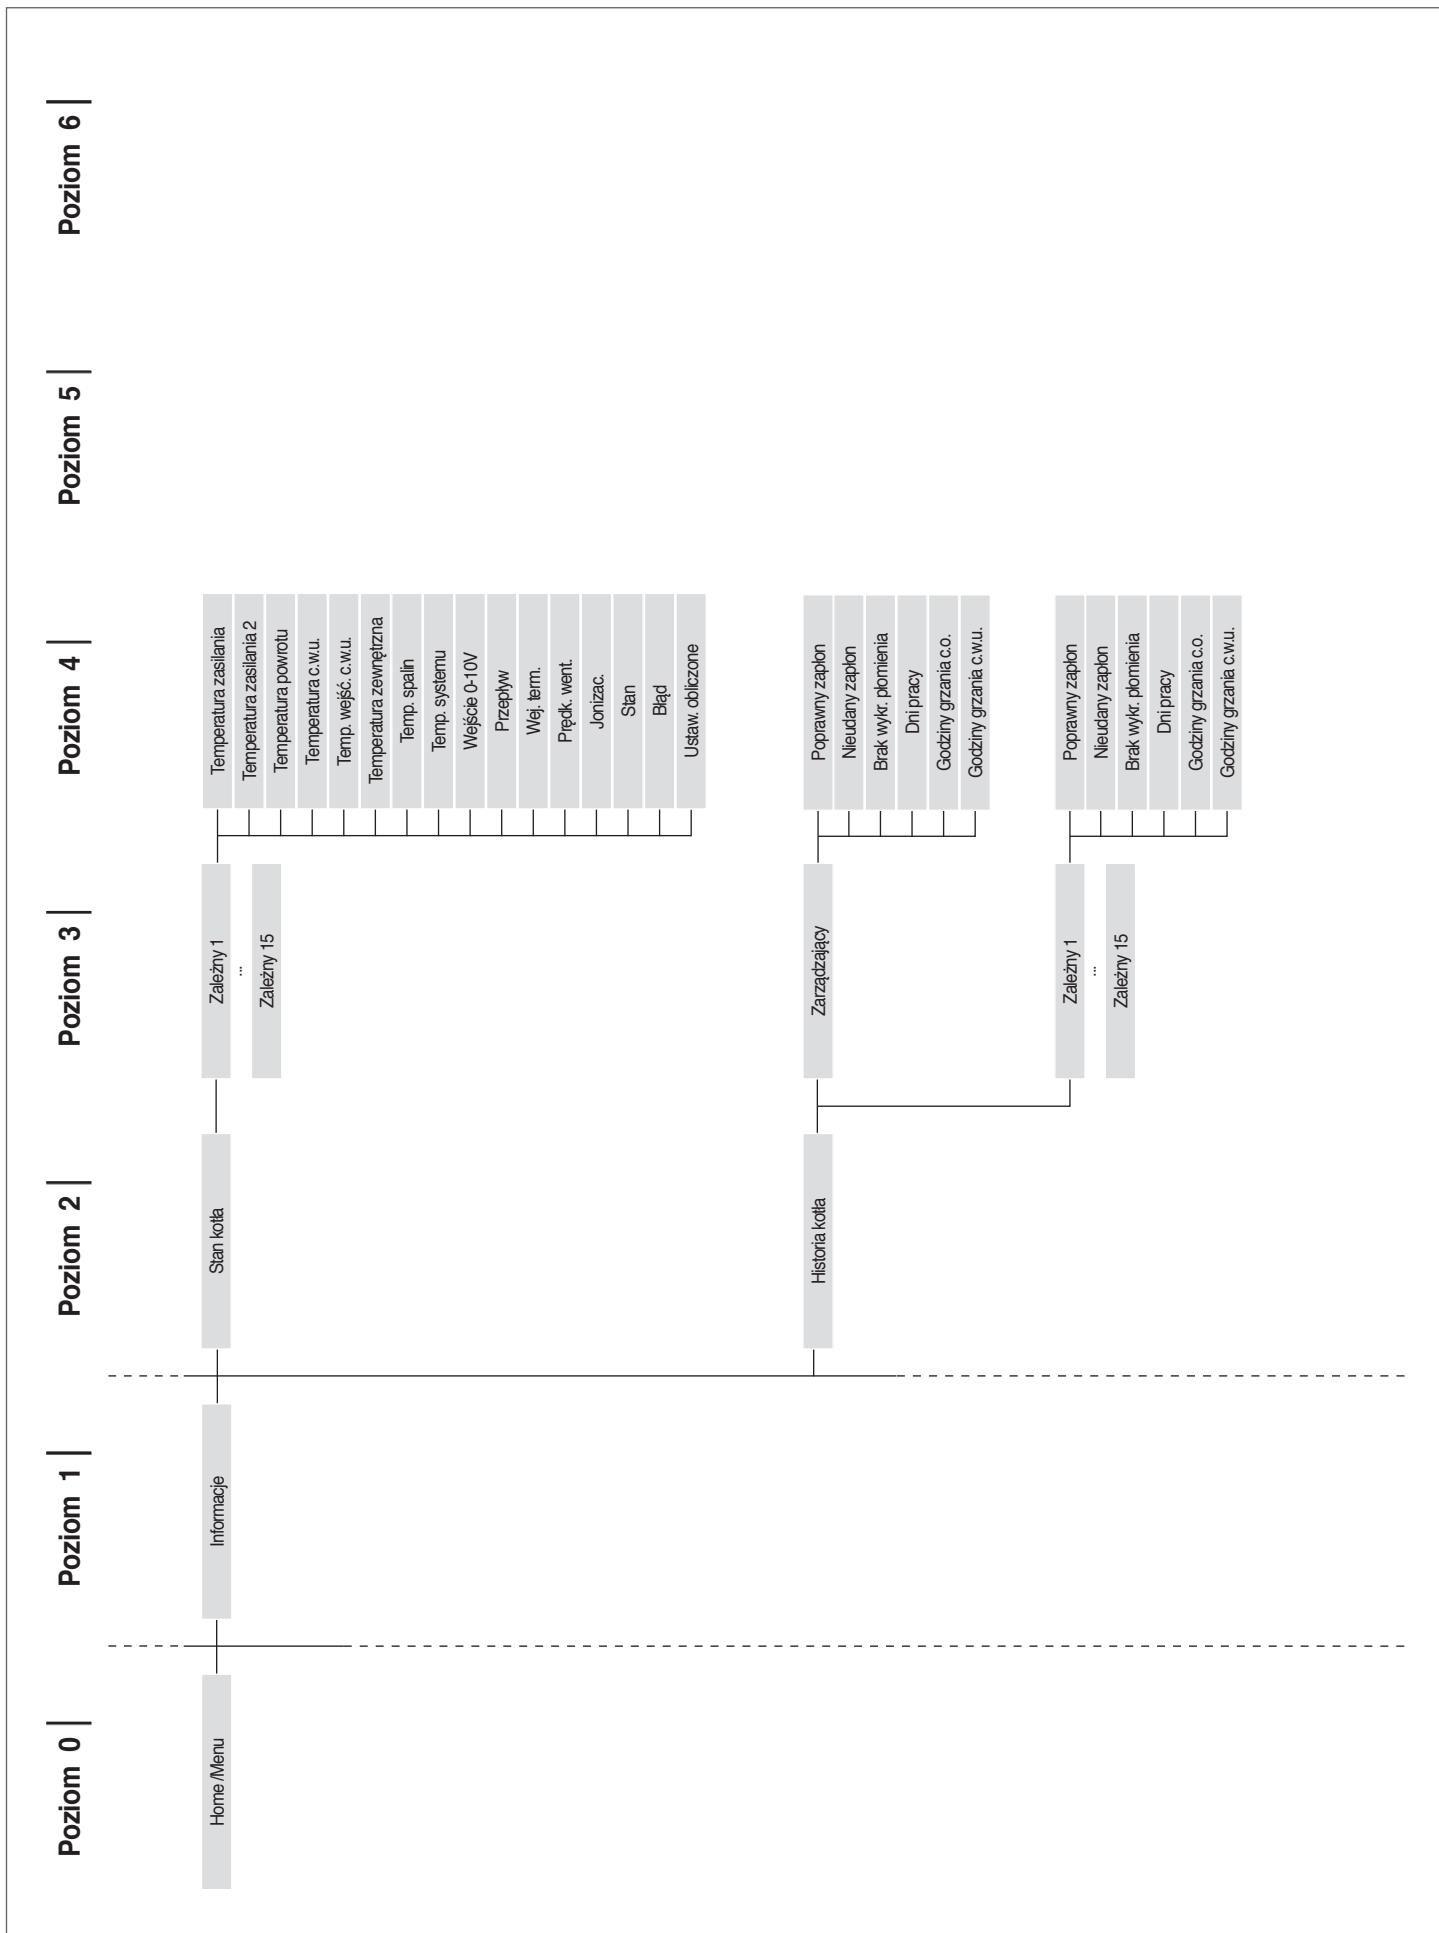 Poziom 0
Poziom 1
Poziom 2
Poziom 3
Poziom 4
Poziom 5
Poziom 6
Home /Menu
Informacje
Stan kotła
Zależny 1
...
Zależny 15
Temperatura zasilania
Temperatura zasilania 2
Temperatura powrotu
Temperatura c.w.u.
Temp. wejść. c.w.u.
Temperatura zewnętrzna
Temp. spalin
Temp. systemu
Wejście 0-10V
Przepływ
Wej. term.
Prędk. went.
Jonizac.
Stan
Błąd
Ustaw. obliczone
Historia kotła
Zarządzający
Poprawny zapłon
Nieudany zapłon
Brak wykr. płomienia
Dni pracy
Godziny grzania c.o.
Godziny grzania c.w.u.
Zależny 1
...
Zależny 15
Poprawny zapłon
Nieudany zapłon
Brak wykr. płomienia
Dni pracy
Godziny grzania c.o.
Godziny grzania c.w.u.